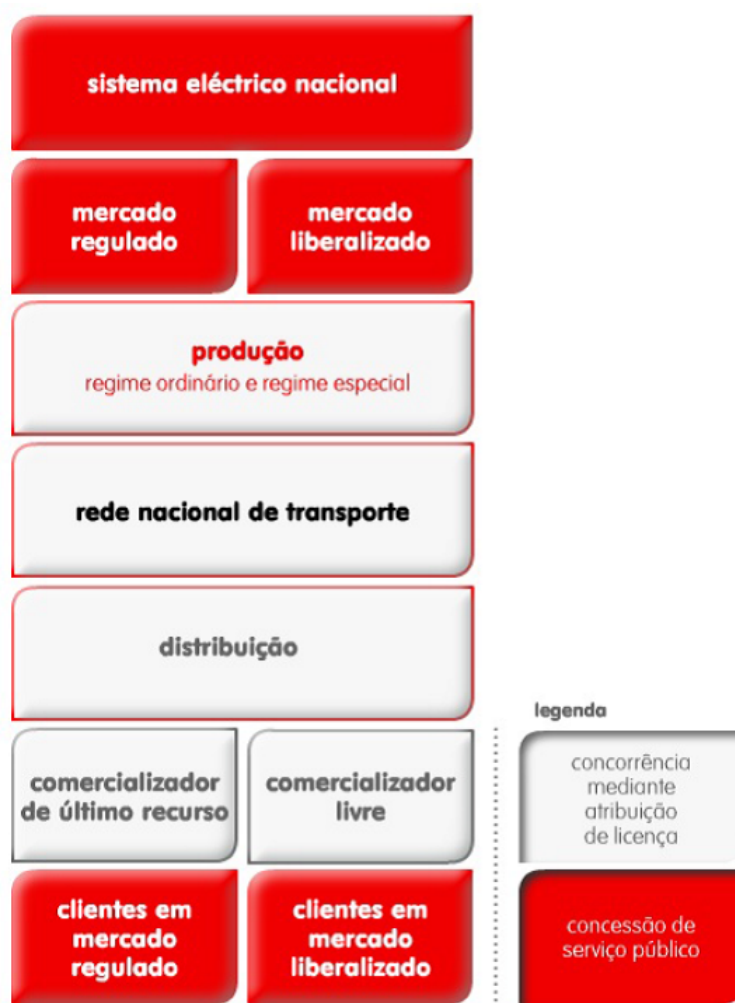 sistema eléctrico nacional
mercado
regulado
mercado
liberalizado
produção
regime ordinário e regime especial
rede nacional de transporte
distribuição
comercializador
de último recurso
comercializador
livre
clientes em
mercado
regulado
clientes em
mercado
liberalizado
legenda
concorrência
mediante
atribuição
de licença
concessão de
serviço público